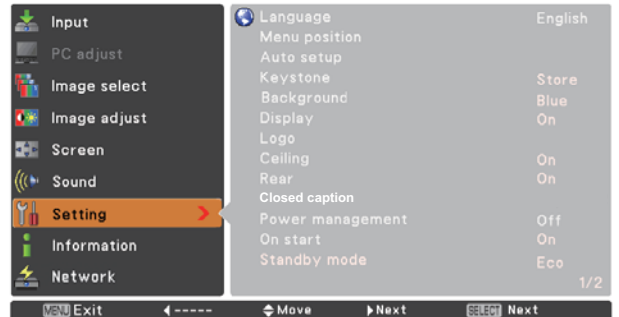 Input
PC adjust
Image select
Image adjust
Screen
Sound
Setting
Information
Network
Language English
Menu position
Auto setup
Keystone Store
Background Blue
Display On
Logo
Ceiling On
Rear On
Closed caption
Power management Off
On start On
Standby mode Eco
1/2
MENU Exit ◀----- Move ▶Next SELECT Next